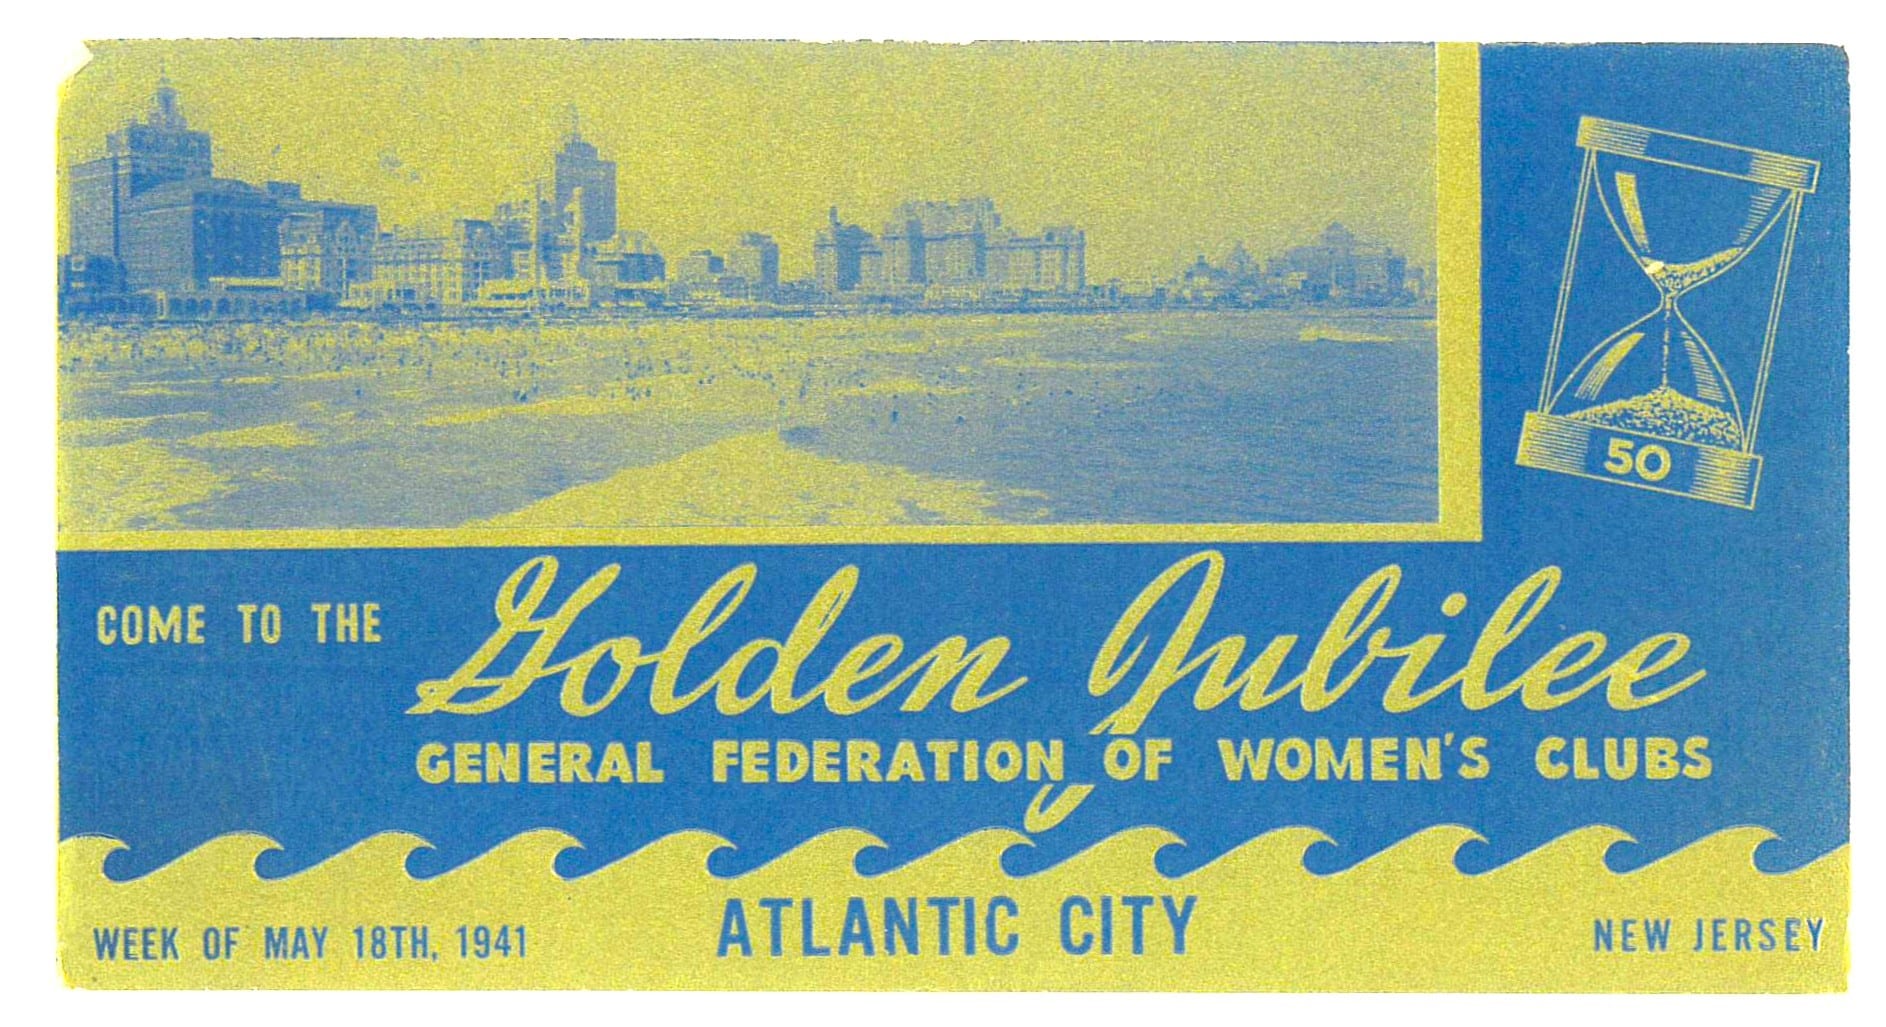 50
COME TO THE Golden Jubilee
GENERAL FEDERATION OF WOMEN'S CLUBS
ATLANTIC CITY
WEEK OF MAY 18TH, 1941
NEW JERSEY